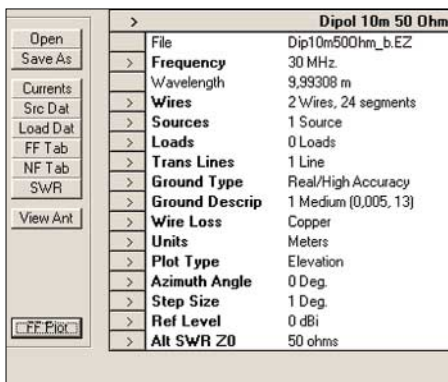 > Dipol 10m 50 Ohm
Open
Save As
Currents
Src Dat
Load Dat
FF Tab
NF Tab
SWR
View Ant
FF Plot
File Dip10m50Ohm_b.EZ
> Frequency 30 MHz.
Wavelength 9,99308 m
> Wires 2 Wires, 24 segments
> Sources 1 Source
> Loads 0 Loads
> Trans Lines 1 Line
> Ground Type Real/High Accuracy
> Ground Descrip 1 Medium (0,005, 13)
> Wire Loss Copper
> Units Meters
> Plot Type Elevation
> Azimuth Angle 0 Deg.
> Step Size 1 Deg.
> Ref Level 0 dBi
> Alt SWR Z0 50 ohms